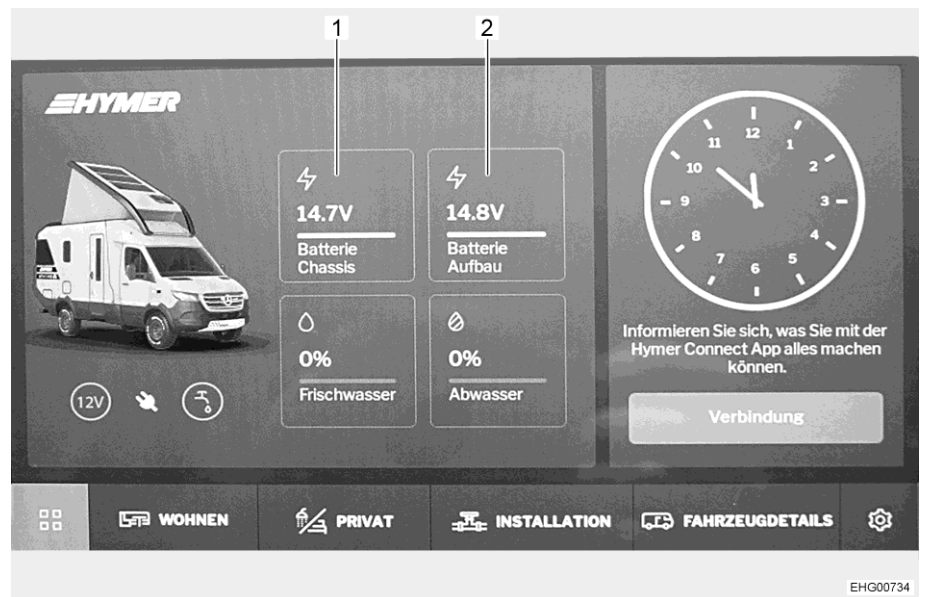 1
2
HYMER
14.7V
Batterie
Chassis
14.8V
Batterie
Aufbau
0%
Frischwasser
0%
Abwasser
12V
12
1
2
3
4
5
6
7
8
9
10
11
Informieren Sie sich, was Sie mit der
Hymer Connect App alles machen
können.
Verbindung
WOHNEN
PRIVAT
INSTALLATION
FAHRZEUGDETAILS
EHG00734